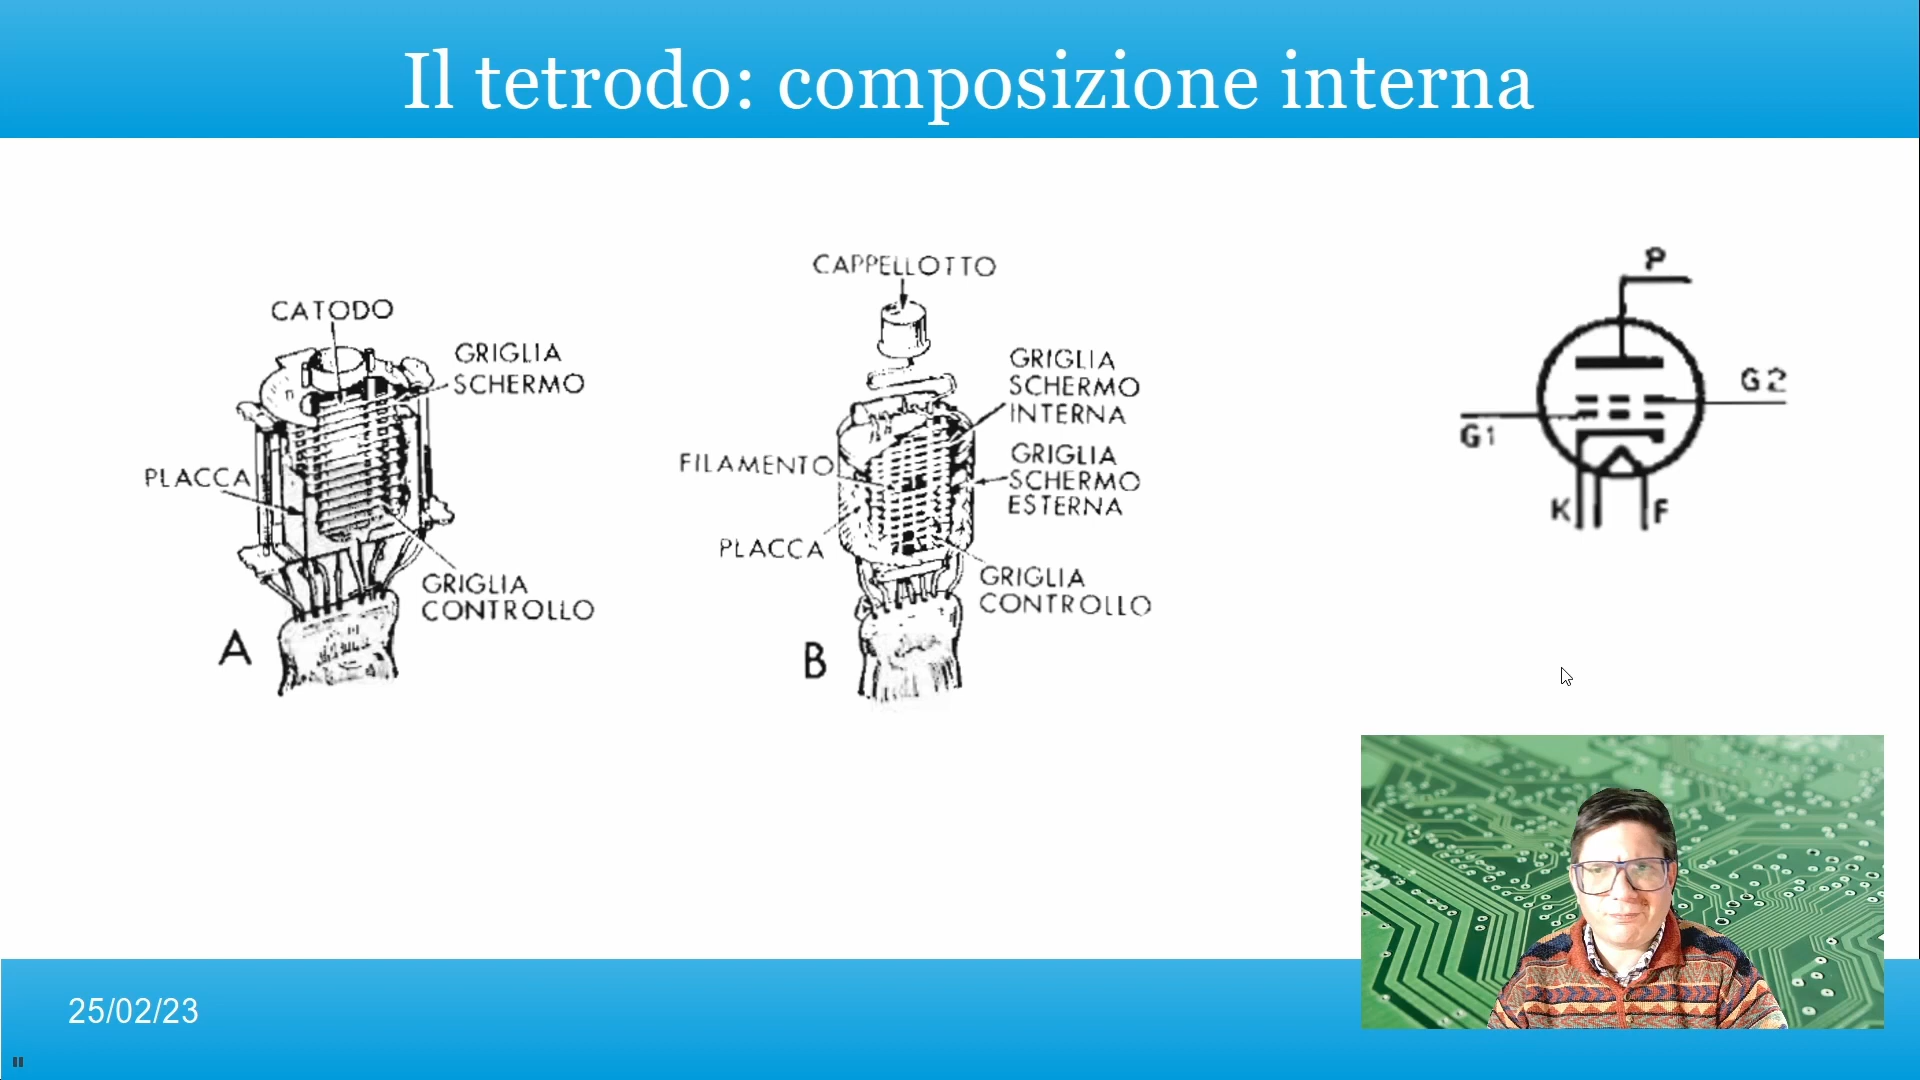 Il tetrodo: composizione interna
CATODO
GRIGLIA
SCHERMO
PLACCA
GRIGLIA
CONTROLLO
A
CAPPELLOTTO
GRIGLIA
SCHERMO
INTERNA
FILAMENTO
GRIGLIA
SCHERMO
ESTERNA
PLACCA
GRIGLIA
CONTROLLO
B
P
G2
G1
K
F
25/02/23